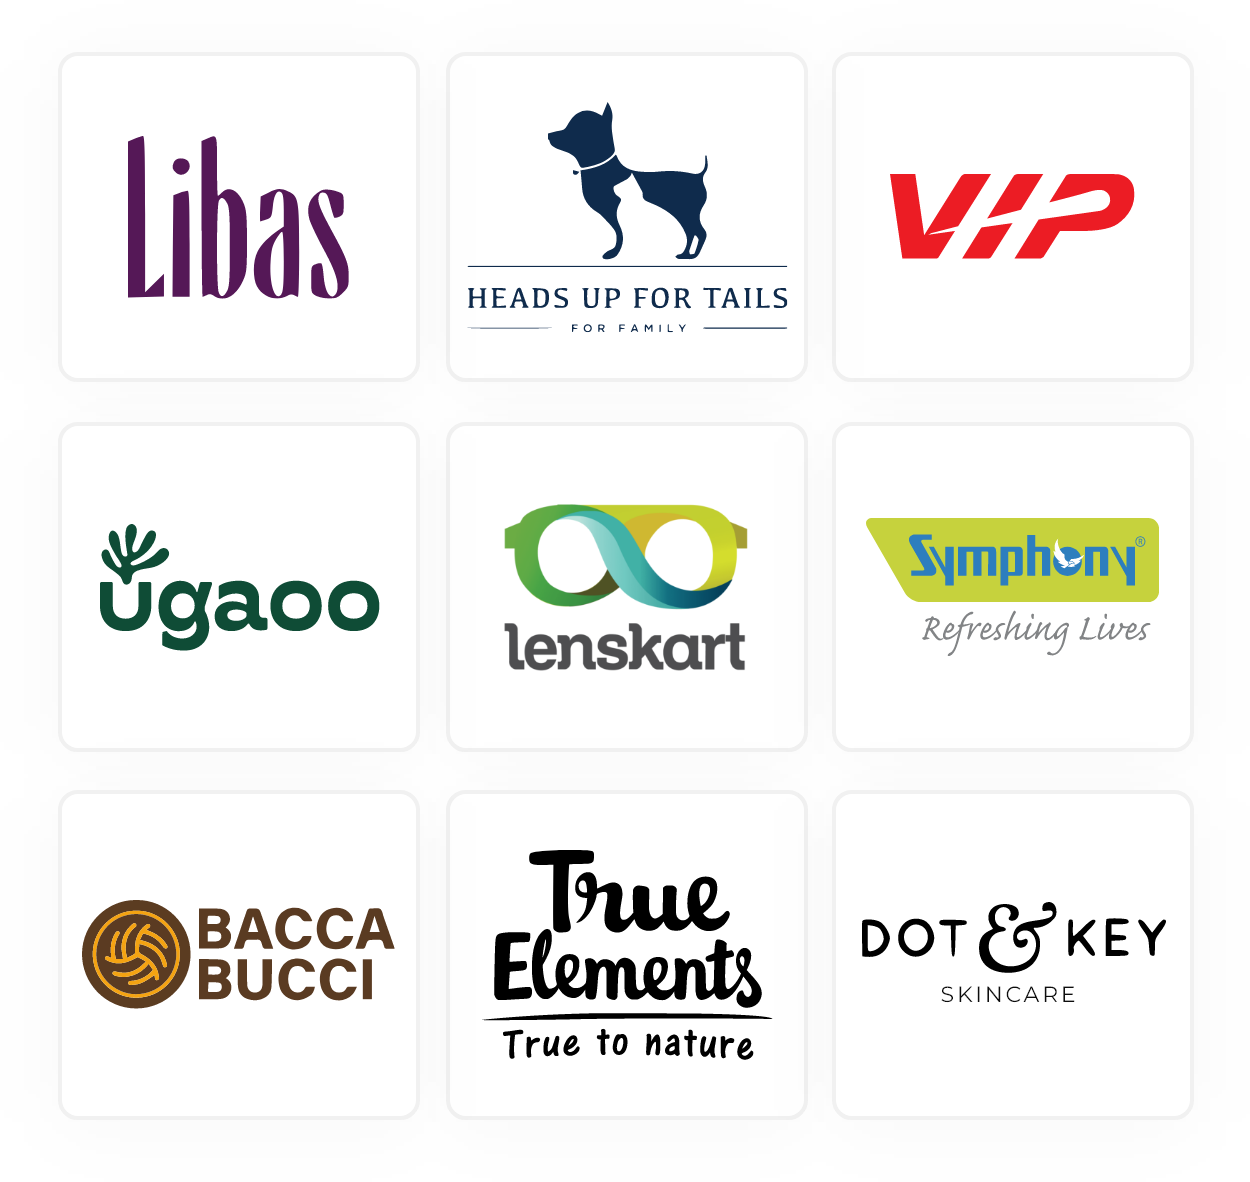 Libas
HEADS UP FOR TAILS
FOR FAMILY
VIP
ugaoo
lenskart
Symphony®
Refreshing Lives
BACCA
BUCCI
True
Elements
True to nature
DOT & KEY
SKINCARE